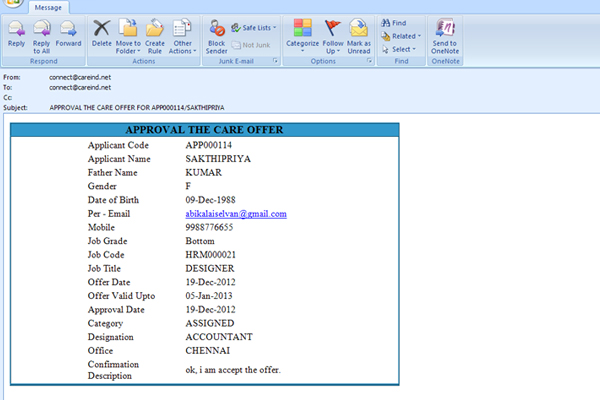 Message
Reply
Reply to All
Forward
Delete
Move to Folder
Create Rule
Other Actions
Block Sender
Safe Lists
Not Junk
Categorize
Follow Up
Mark as Unread
Find
Related
Select
Send to OneNote
Respond
Actions
Junk E-mail
Options
Find
OneNote
From: connect@careind.net
To: connect@careind.net
Cc:
Subject: APPROVAL THE CARE OFFER FOR APP000114/SAKTHIPRIYA
APPROVAL THE CARE OFFER
Applicant Code APP000114
Applicant Name SAKTHIPRIYA
Father Name KUMAR
Gender F
Date of Birth 09-Dec-1988
Per - Email abikalaiselvan@gmail.com
Mobile 9988776655
Job Grade Bottom
Job Code HRM000021
Job Title DESIGNER
Offer Date 19-Dec-2012
Offer Valid Upto 05-Jan-2013
Approval Date 19-Dec-2012
Category ASSIGNED
Designation ACCOUNTANT
Office CHENNAI
Confirmation Description ok, i am accept the offer.